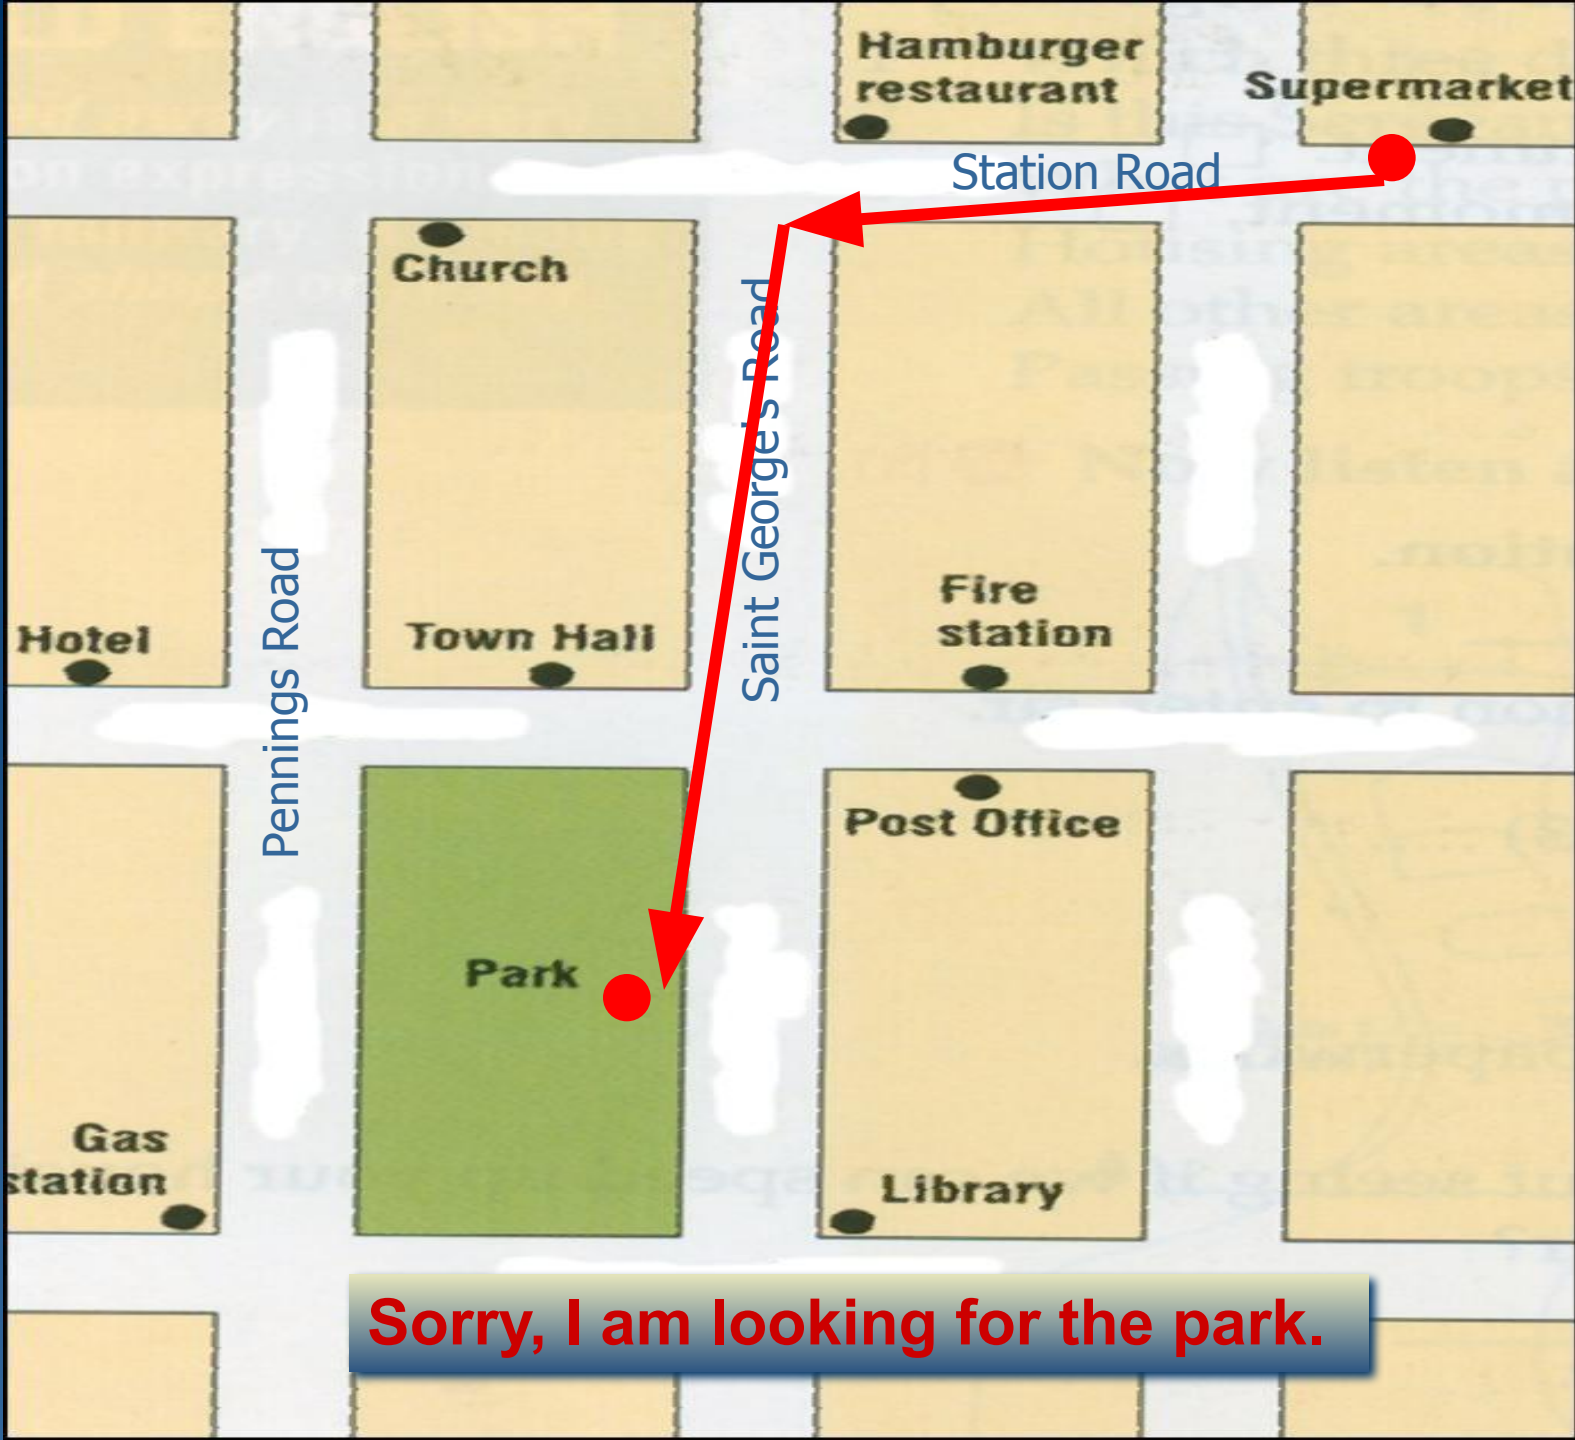 Hamburger
restaurant
Supermarket
Station Road
Church
Saint George's Road
Fire
station
Hotel
Town Hall
Pennings Road
Post Office
Park
Gas
station
Library
Sorry, I am looking for the park.